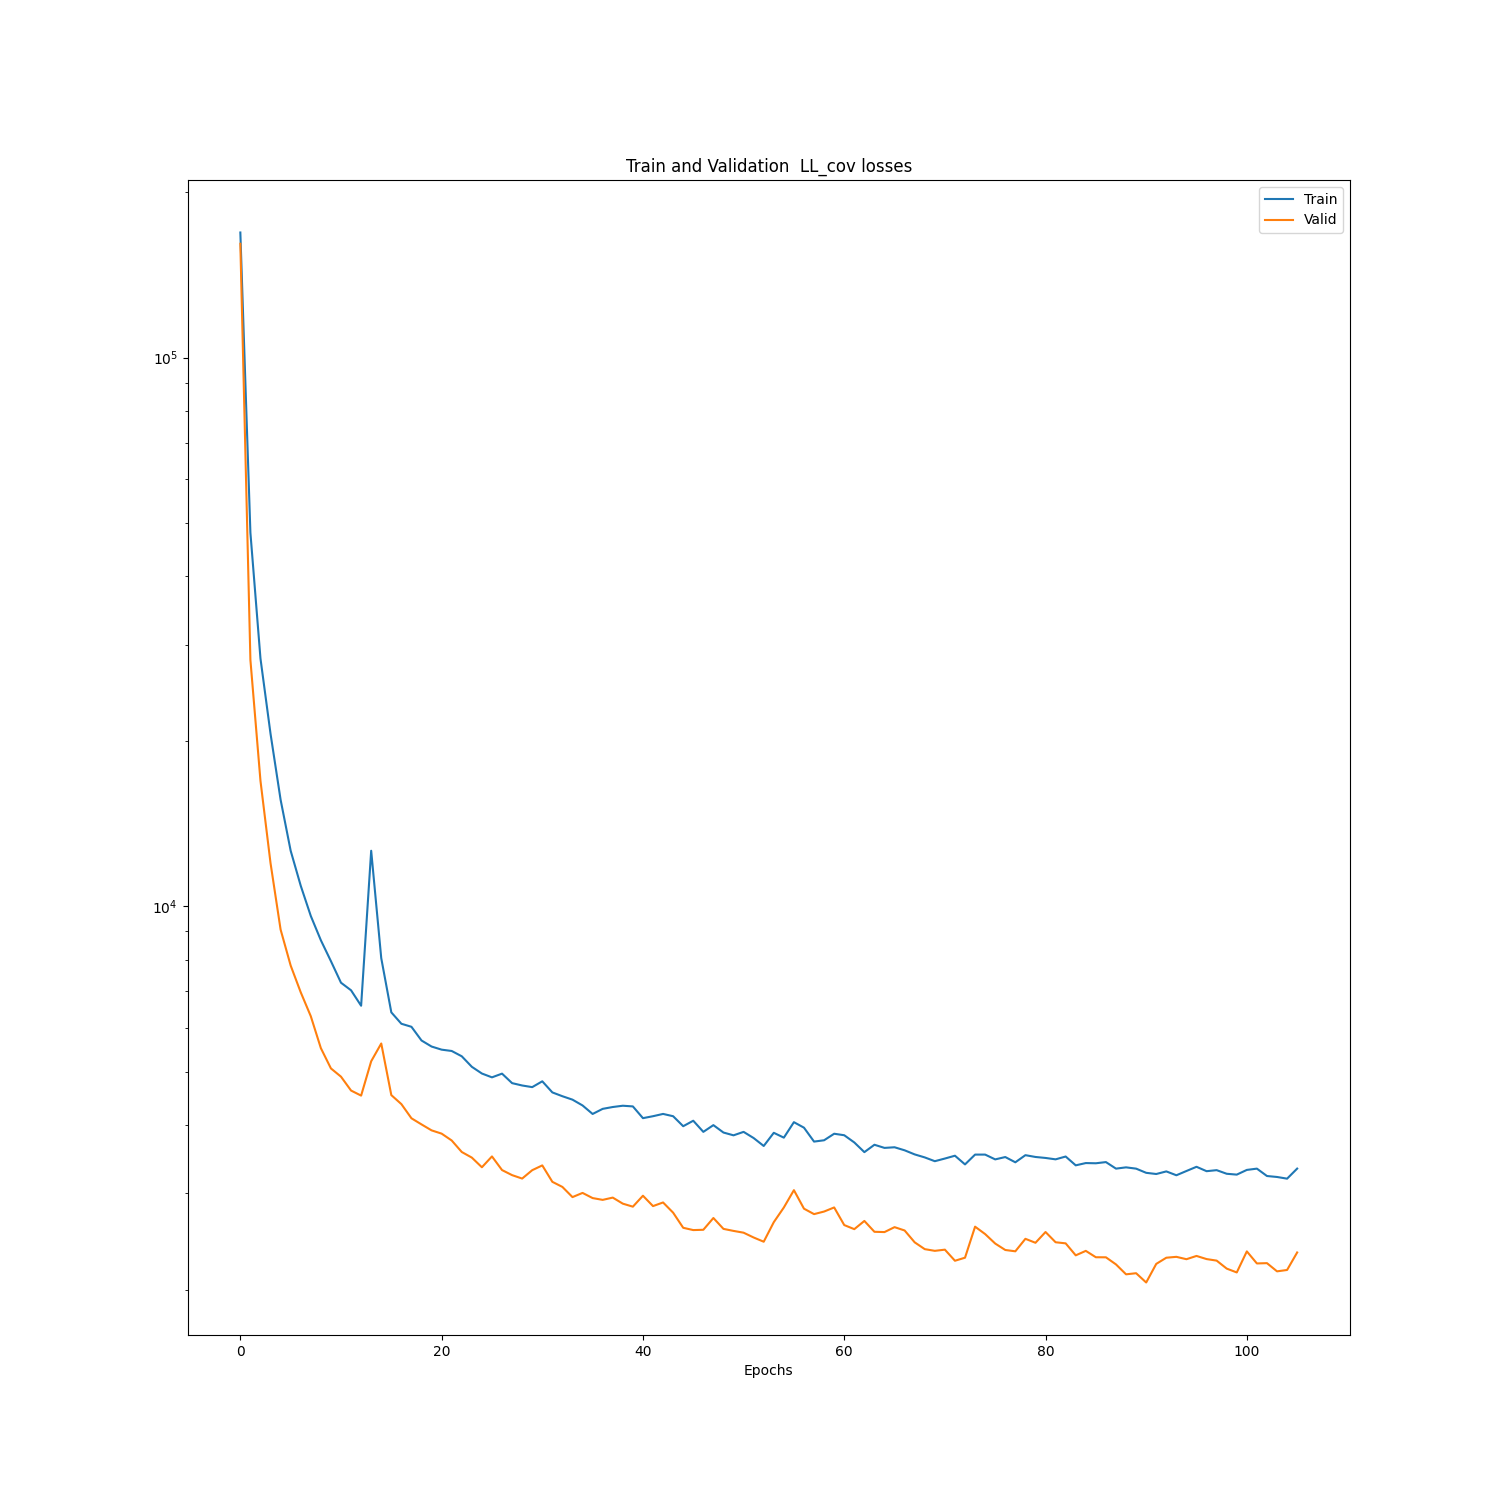 Train and Validation  LL_cov losses
Train
Valid
10^5
10^4
0 20 40 60 80 100
Epochs